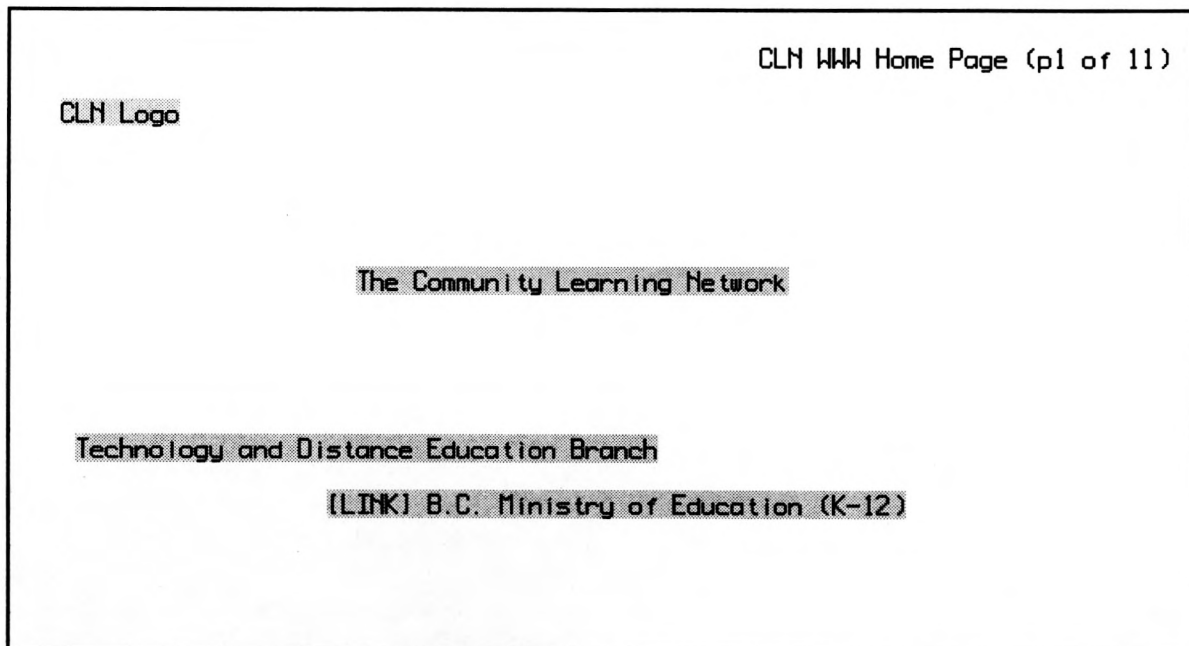 CLN WWW Home Page (p1 of 11)
CLN Logo
The Community Learning Network
Technology and Distance Education Branch
[LINK] B.C. Ministry of Education (K-12)